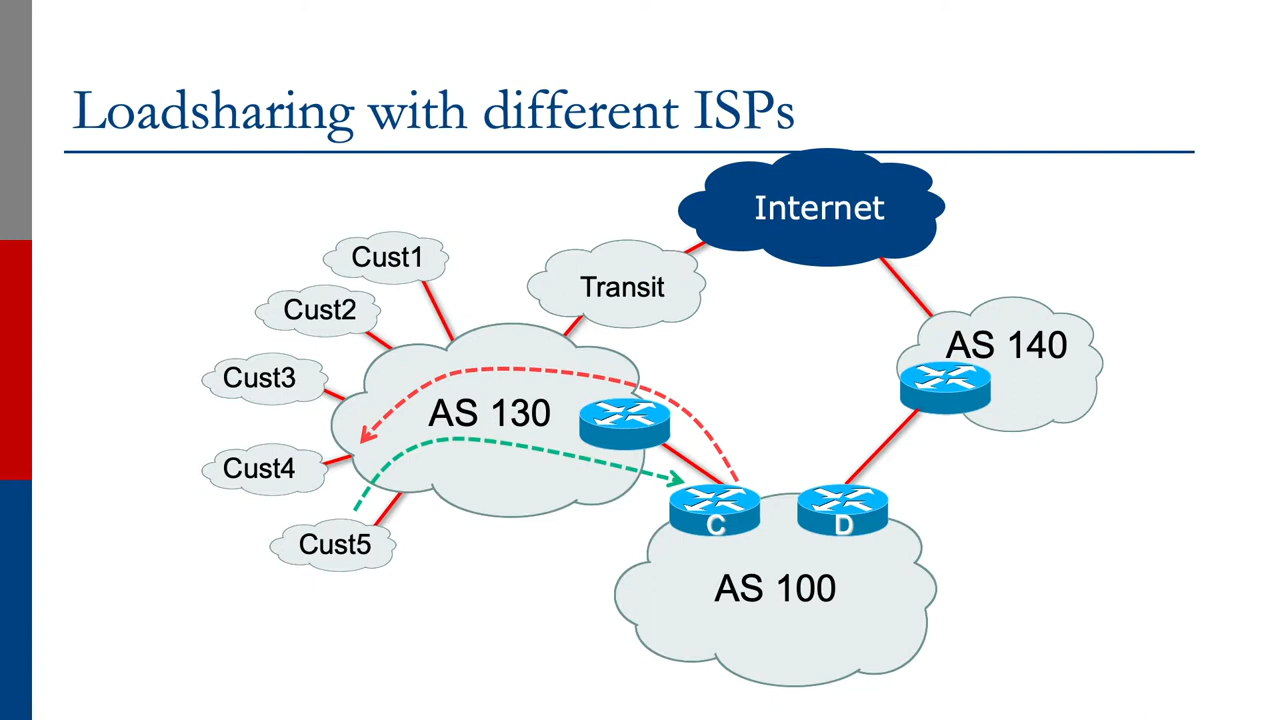 Loadsharing with different ISPs
Internet
Cust1
Transit
Cust2
AS 140
Cust3
AS 130
Cust4
C
D
Cust5
AS 100